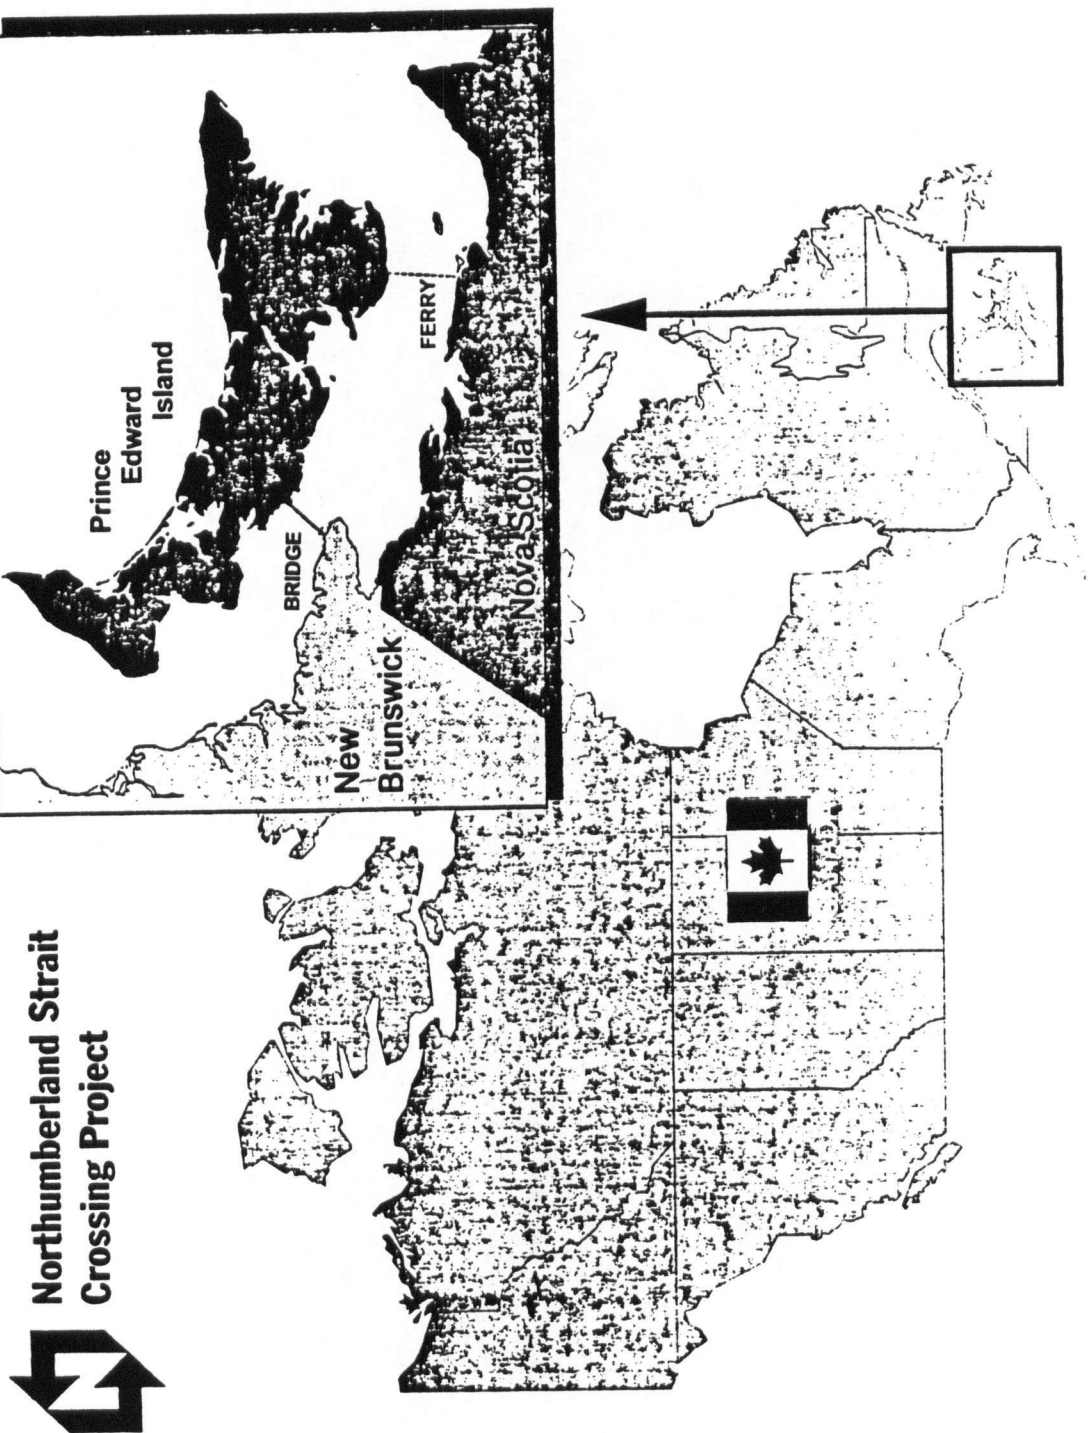 Northumberland Strait
Crossing Project
Prince
Edward
Island
BRIDGE
FERRY
New
Brunswick
Nova Scotia